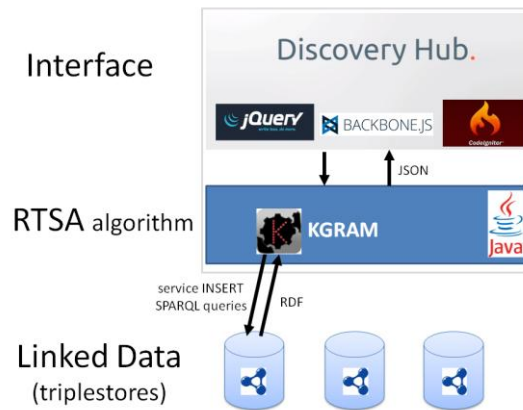 Interface
Discovery Hub.
jQuery
BACKBONE.JS
CodeIgniter
JSON
RTSA algorithm
KGRAM
Java
service INSERT
SPARQL queries
RDF
Linked Data
(triplestores)